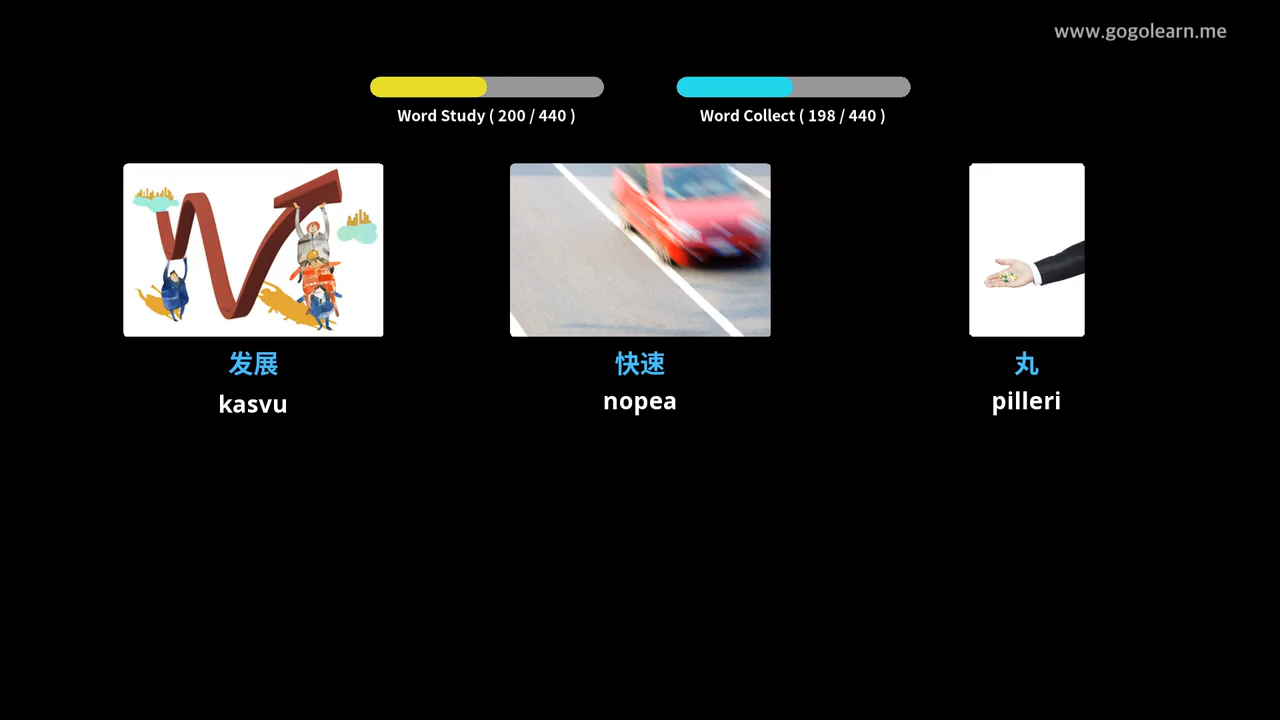 www.gogolearn.me
Word Study ( 200 / 440 )
Word Collect ( 198 / 440 )
发展
快速
丸
kasvu
nopea
pilleri